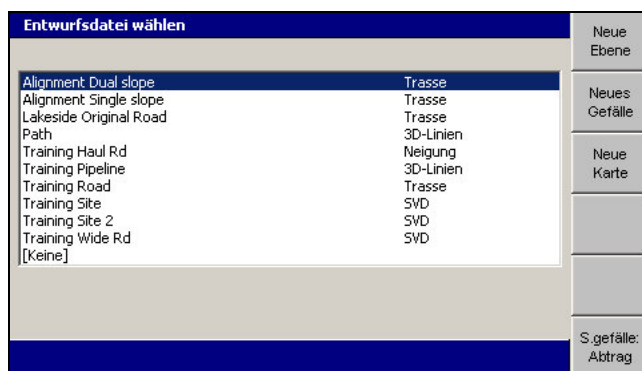 Entwurfsdatei wählen
Alignment Dual slope Trasse
Alignment Single slope Trasse
Lakeside Original Road Trasse
Path 3D-Linien
Training Haul Rd Neigung
Training Pipeline 3D-Linien
Training Road Trasse
Training Site SVD
Training Site 2 SVD
Training Wide Rd SVD
[Keine]
Neue
Ebene
Neues
Gefälle
Neue
Karte
S.gefälle:
Abtrag